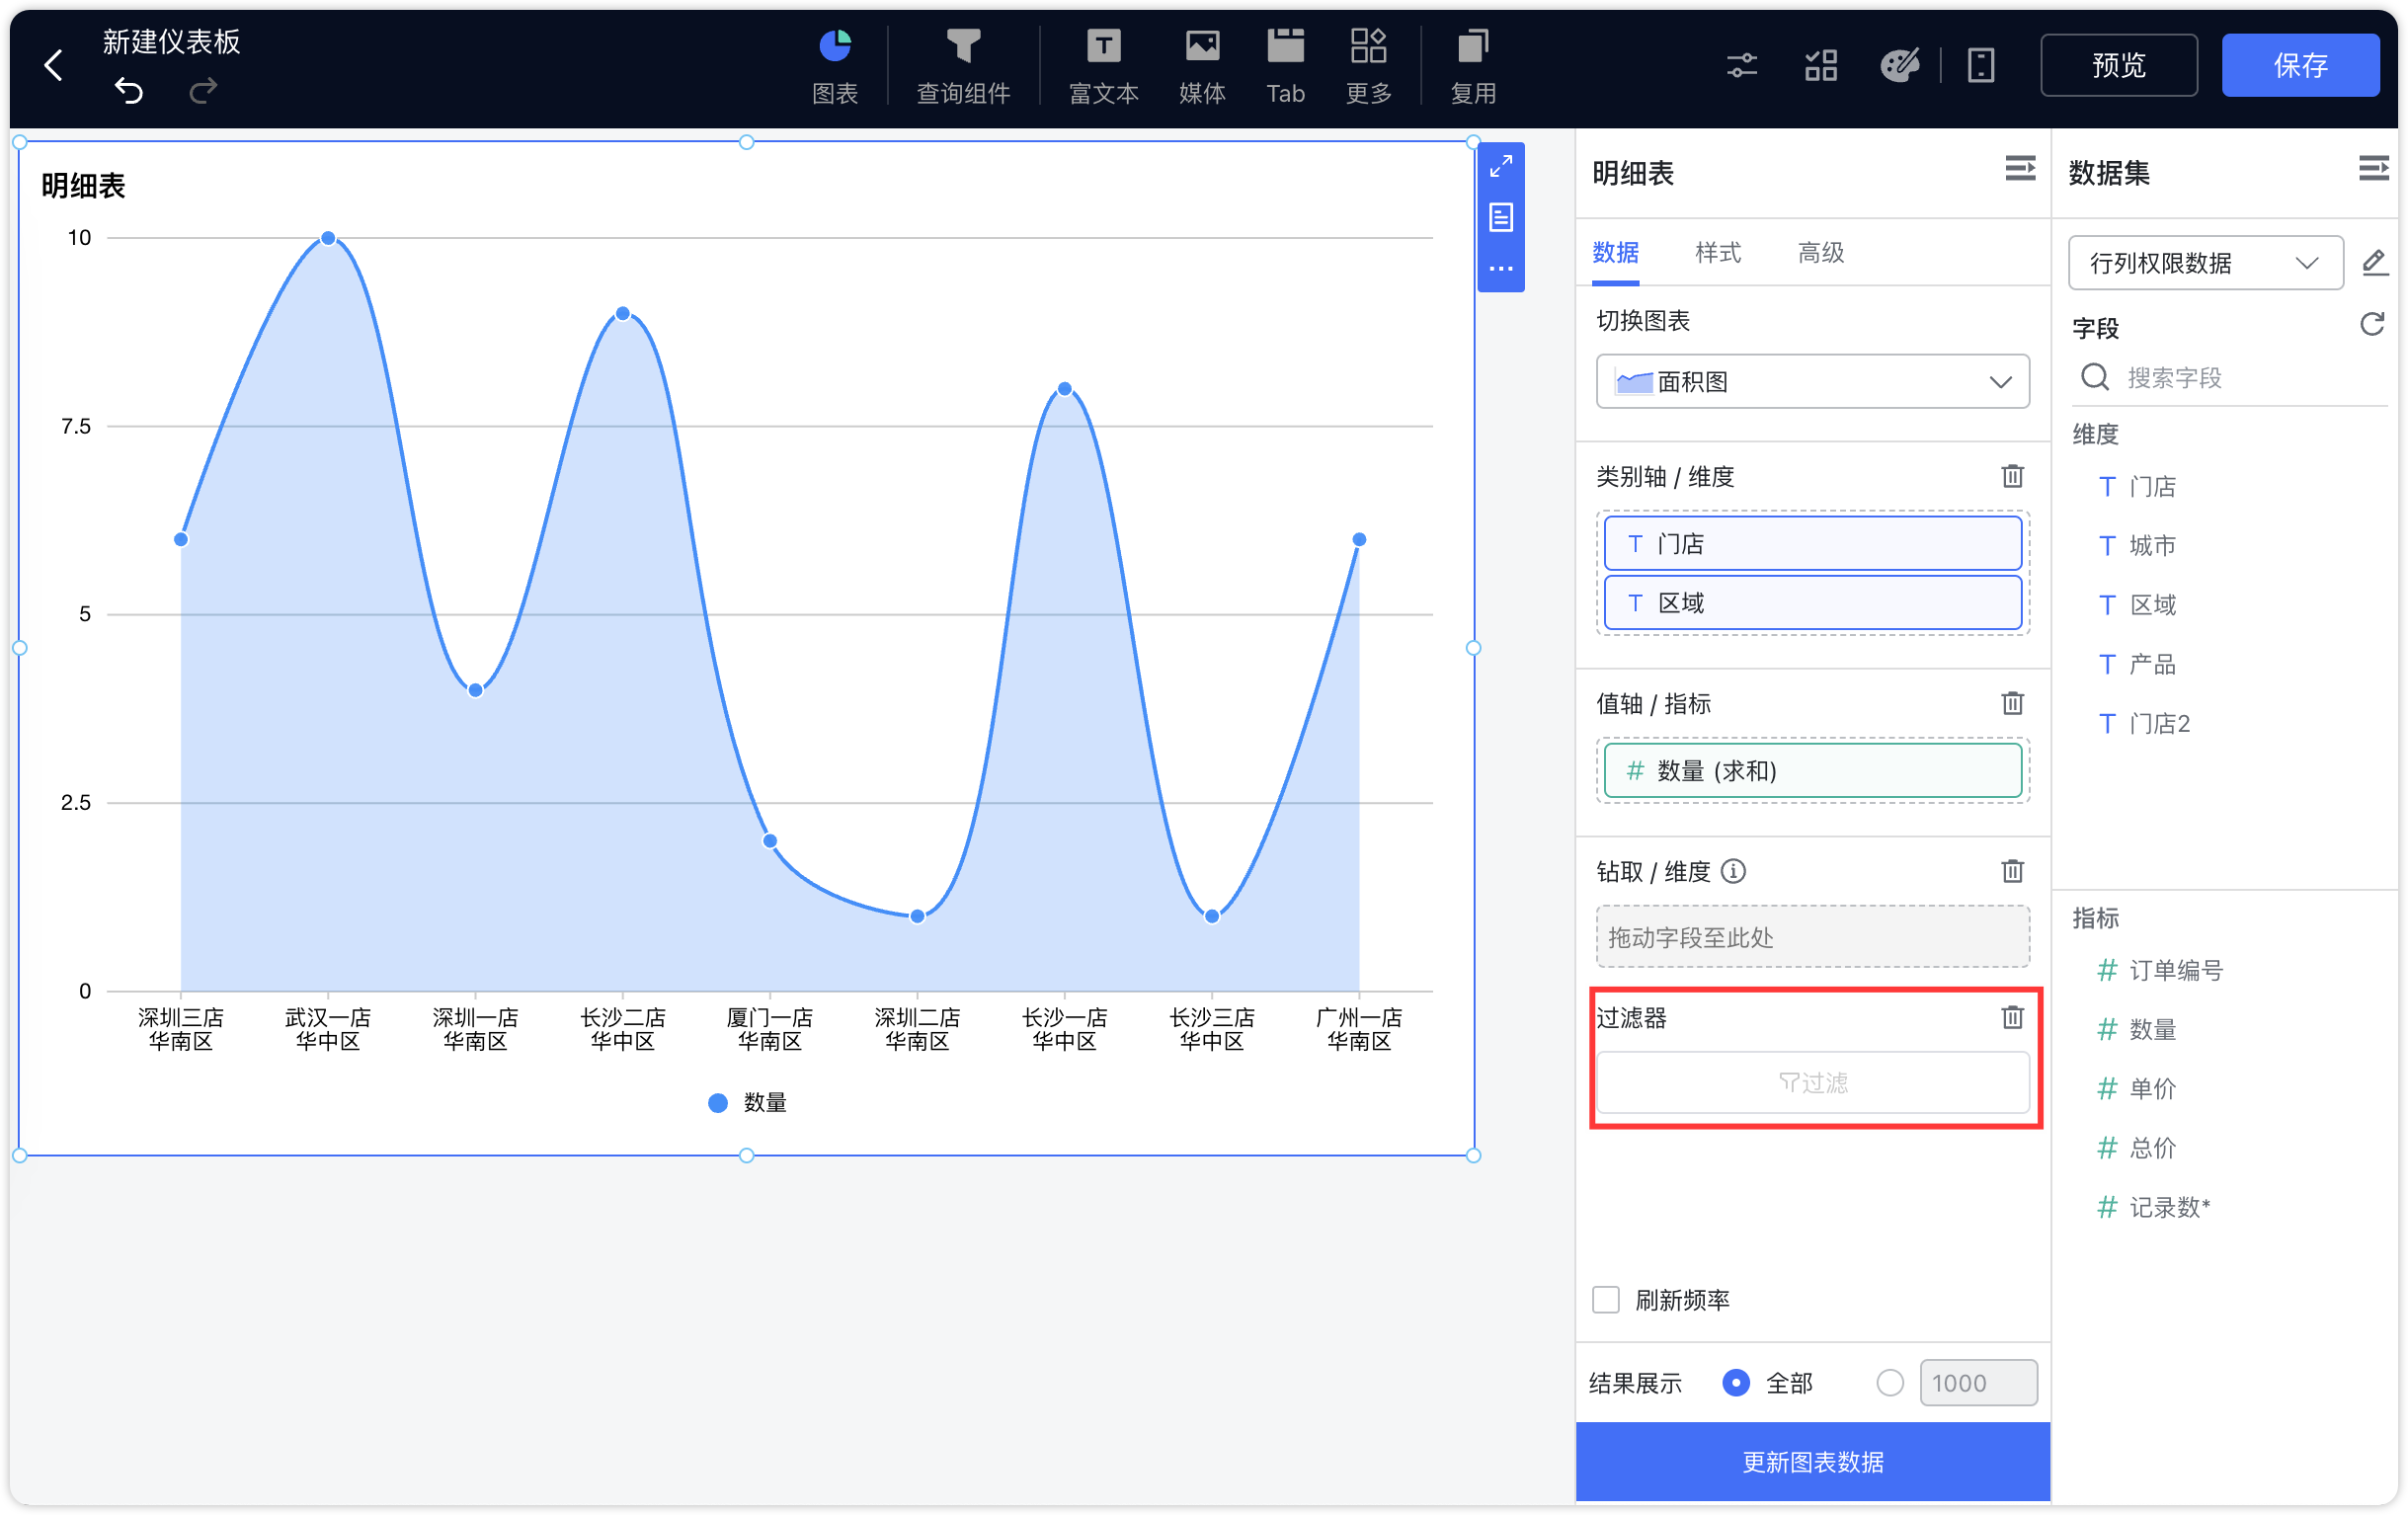 新建仪表板
图表
查询组件
富文本
媒体
Tab
更多
复用
预览
保存
明细表
10
7.5
5
2.5
0
深圳三店
华南区
武汉一店
华中区
深圳一店
华南区
长沙二店
华中区
厦门一店
华南区
深圳二店
华南区
长沙一店
华中区
长沙三店
华中区
广州一店
华南区
数量
明细表
数据
样式
高级
切换图表
面积图
类别轴 / 维度
T 门店
T 区域
值轴 / 指标
# 数量 (求和)
钻取 / 维度
拖动字段至此处
过滤器
过滤
刷新频率
结果展示
全部
1000
更新图表数据
数据集
行列权限数据
字段
搜索字段
维度
T 门店
T 城市
T 区域
T 产品
T 门店2
指标
# 订单编号
# 数量
# 单价
# 总价
# 记录数*